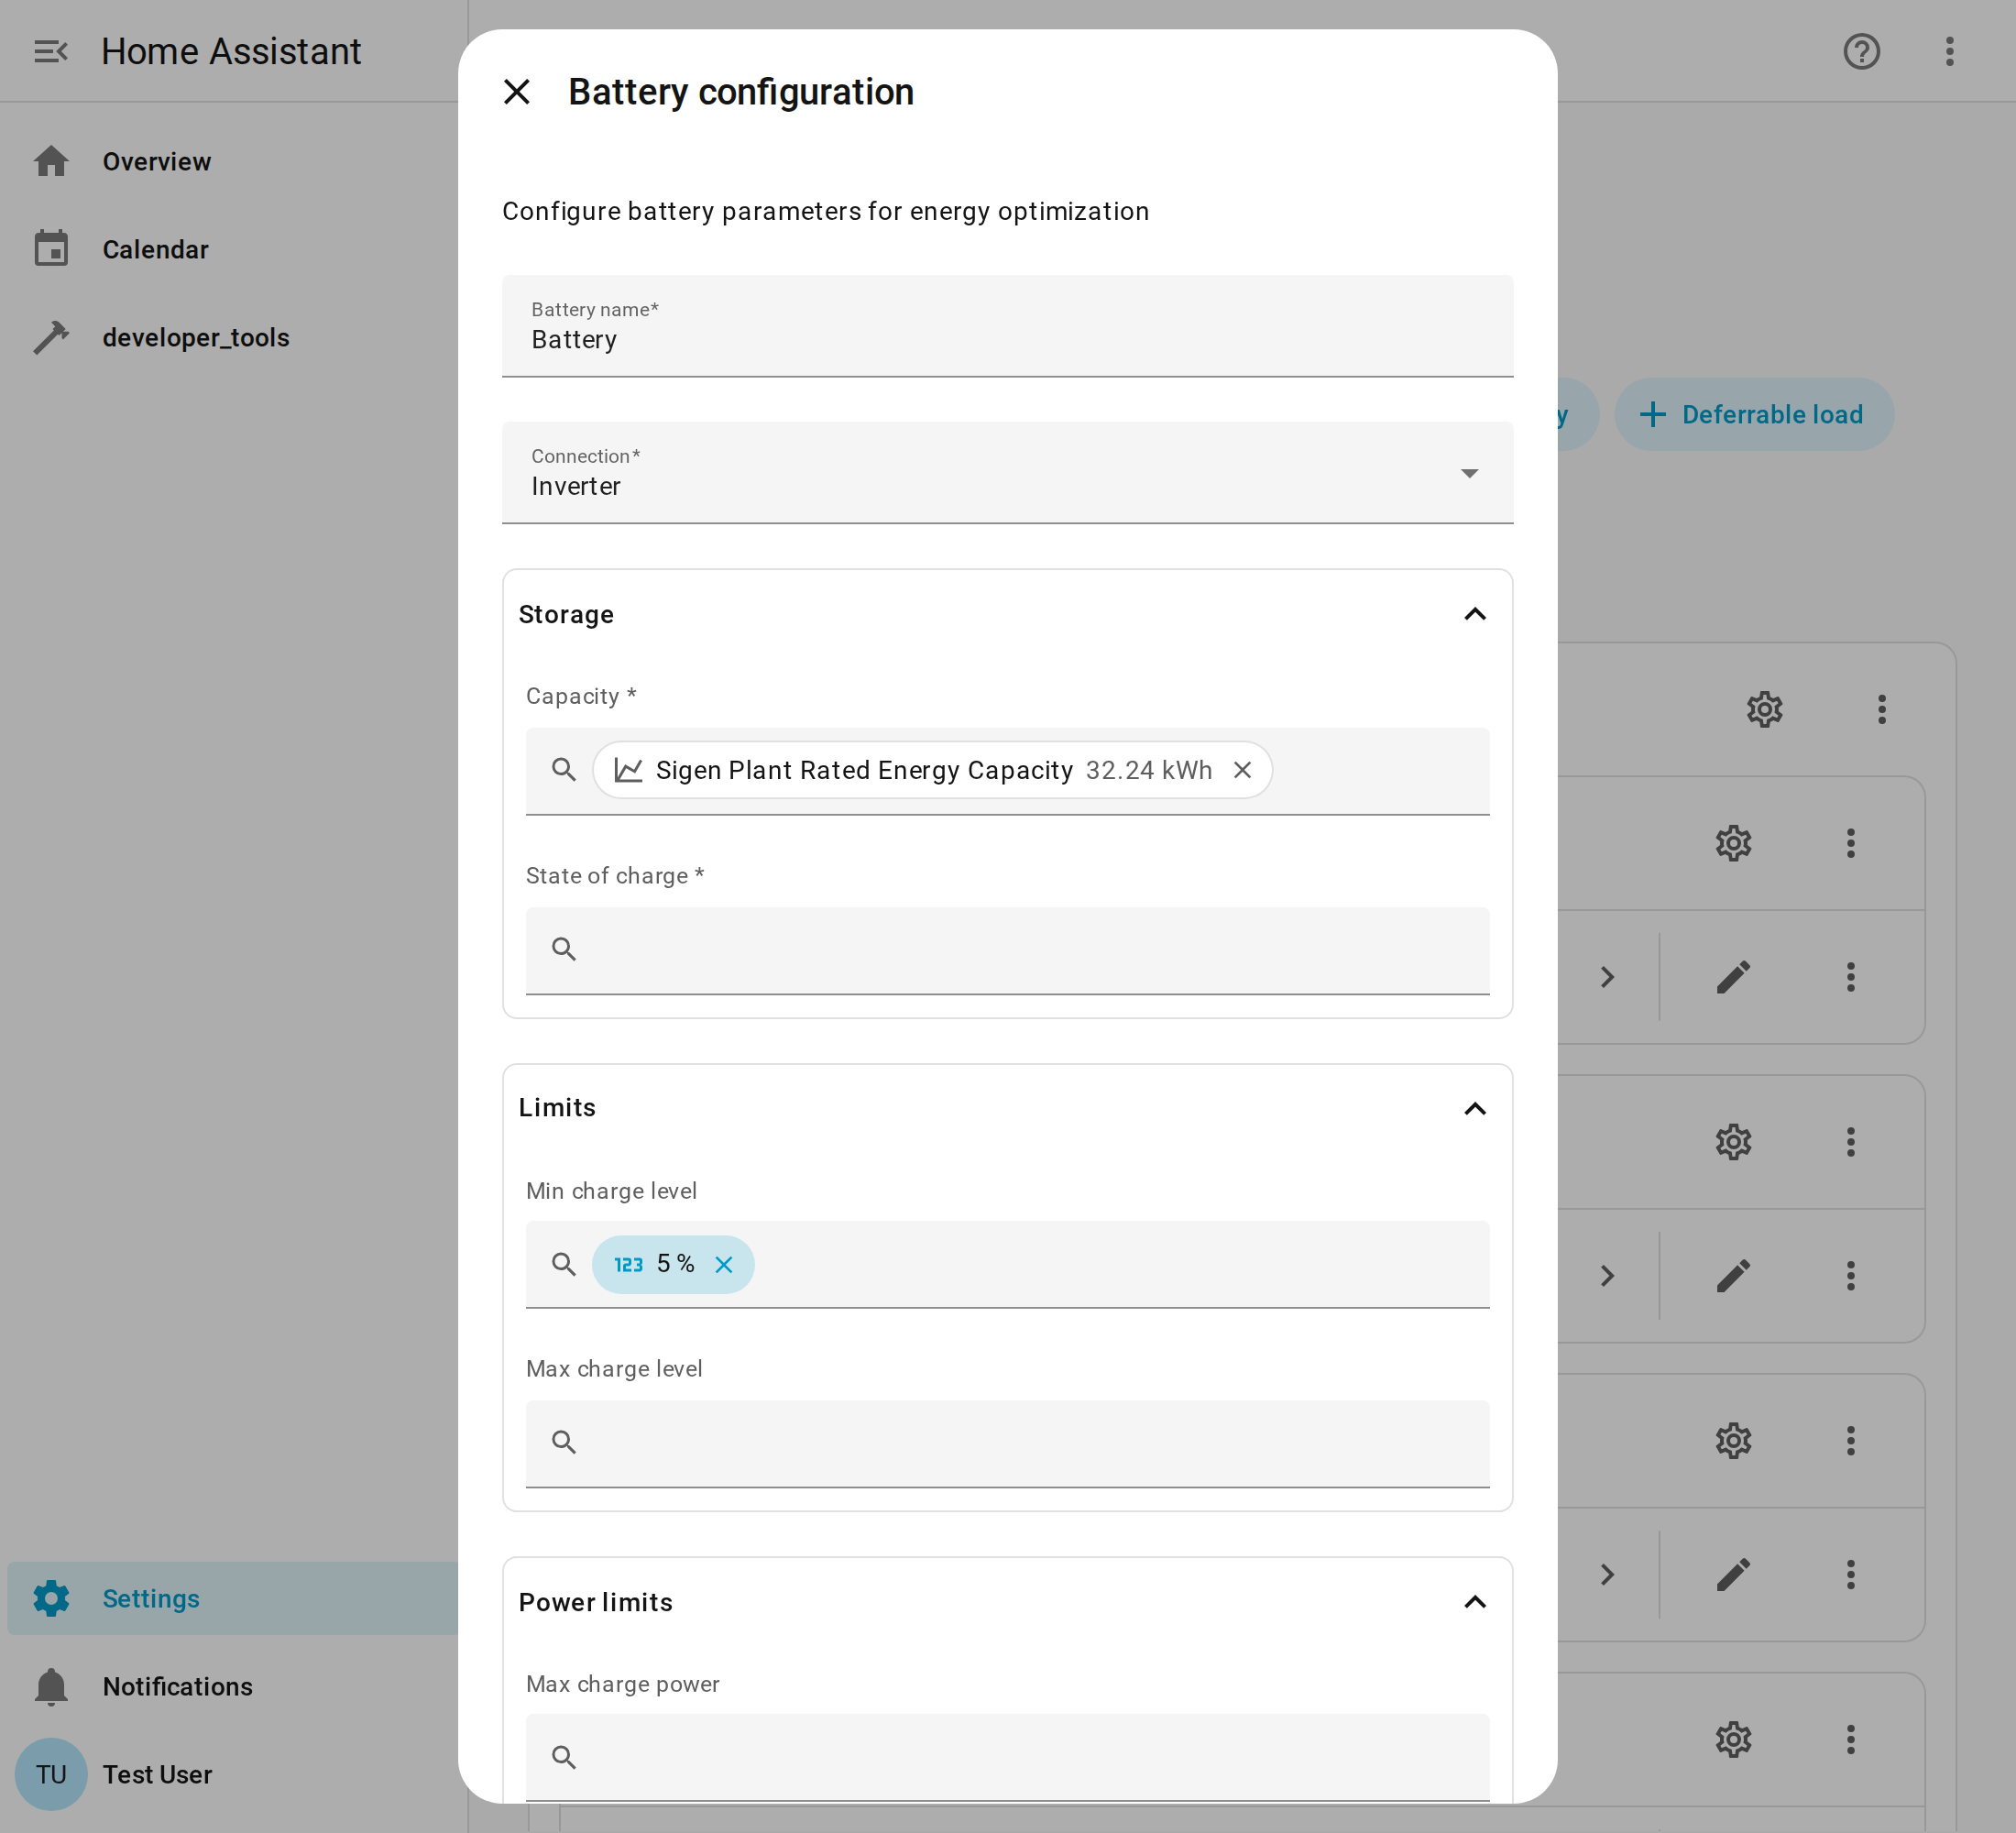 Home Assistant
Overview
Calendar
developer_tools
Settings
Notifications
TU Test User
Battery configuration
Configure battery parameters for energy optimization
Battery name*
Battery
Connection*
Inverter
Storage
Capacity *
Sigen Plant Rated Energy Capacity 32.24 kWh
State of charge *
Limits
Min charge level
123 5 %
Max charge level
Power limits
Max charge power
y
Deferrable load